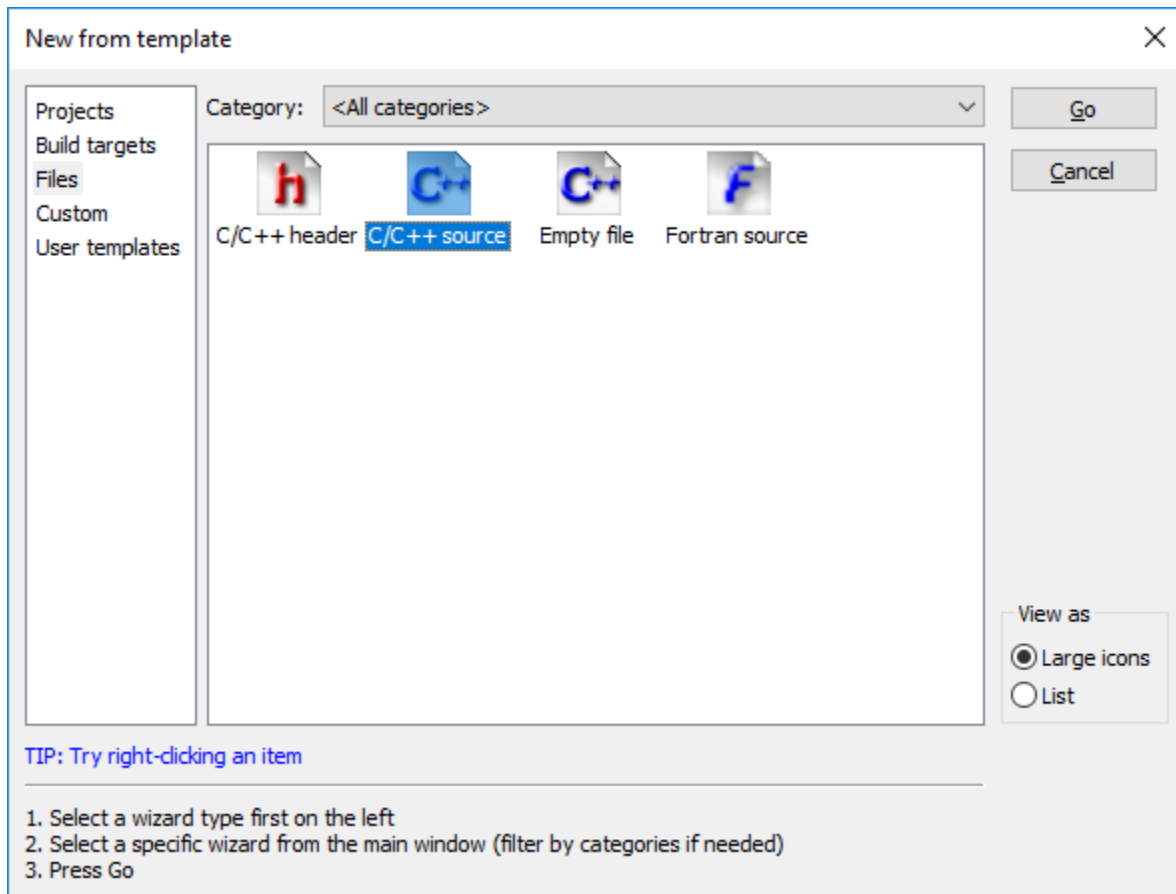 New from template
Projects
Build targets
Files
Custom
User templates
Category:
<All categories>
Go
Cancel
h
C++
C++
F
C/C++ header
C/C++ source
Empty file
Fortran source
View as
Large icons
List
TIP: Try right-clicking an item
1. Select a wizard type first on the left
2. Select a specific wizard from the main window (filter by categories if needed)
3. Press Go